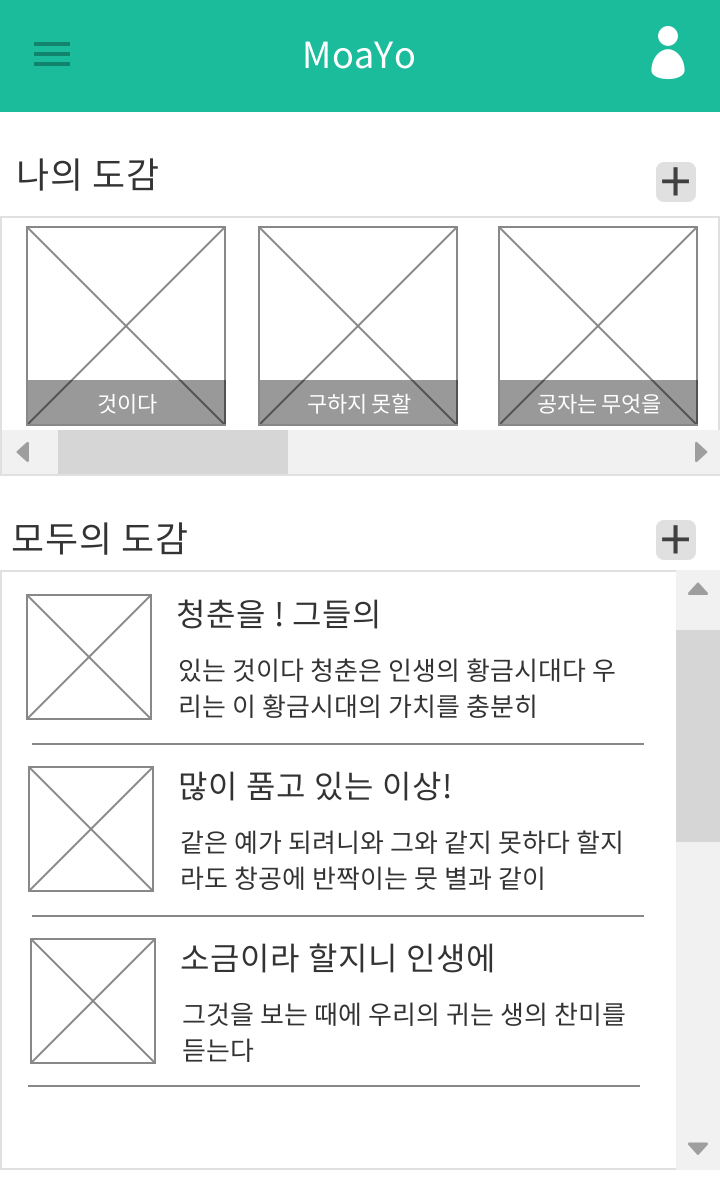 MoaYo
나의 도감
것이다
구하지 못할
공자는 무엇을
모두의 도감
청춘을 ! 그들의
있는 것이다 청춘은 인생의 황금시대다 우
리는 이 황금시대의 가치를 충분히
많이 품고 있는 이상!
같은 예가 되려니와 그와 같지 못하다 할지
라도 창공에 반짝이는 뭇 별과 같이
소금이라 할지니 인생에
그것을 보는 때에 우리의 귀는 생의 찬미를
듣는다